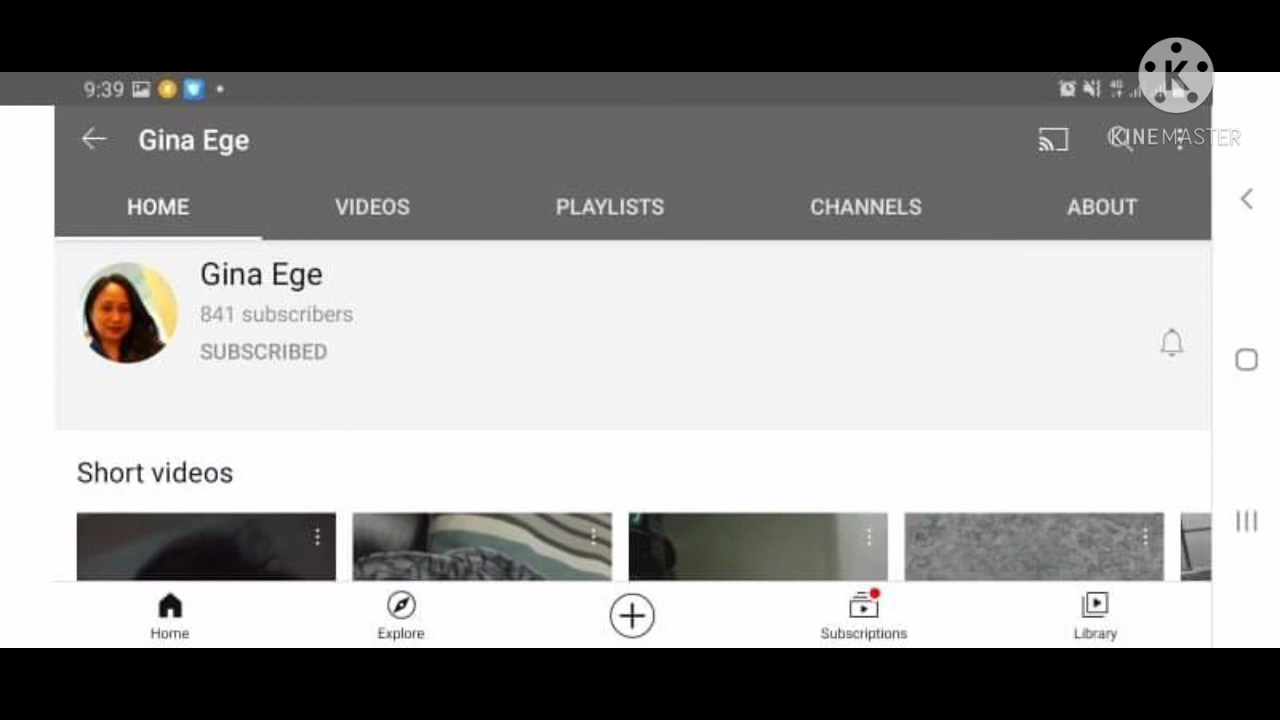 9:39
4G
Gina Ege
KINEMASTER
HOME VIDEOS PLAYLISTS CHANNELS ABOUT
Gina Ege
841 subscribers
SUBSCRIBED
Short videos
Home Explore Subscriptions Library